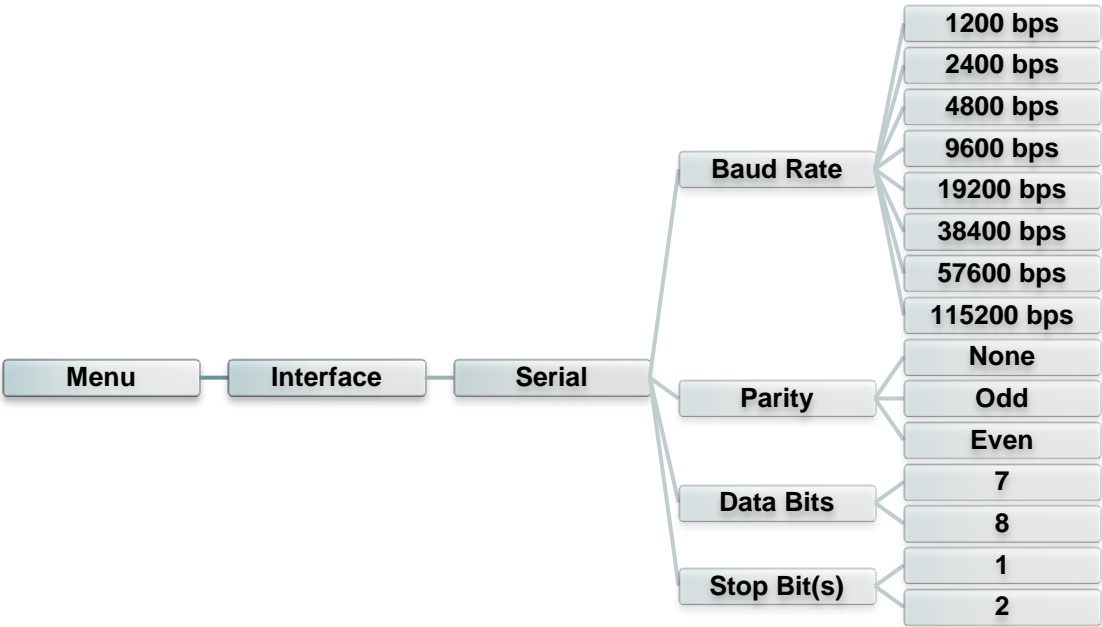 Menu
Interface
Serial
Baud Rate
1200 bps
2400 bps
4800 bps
9600 bps
19200 bps
38400 bps
57600 bps
115200 bps
Parity
None
Odd
Even
Data Bits
7
8
Stop Bit(s)
1
2